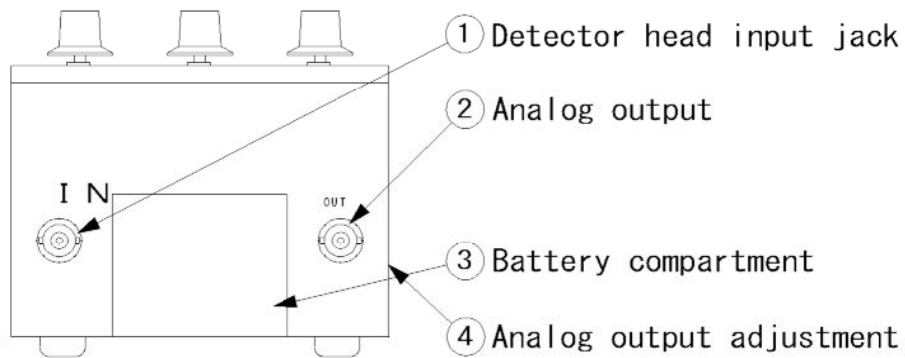 ① Detector head input jack
② Analog output
I N
OUT
③ Battery compartment
④ Analog output adjustment